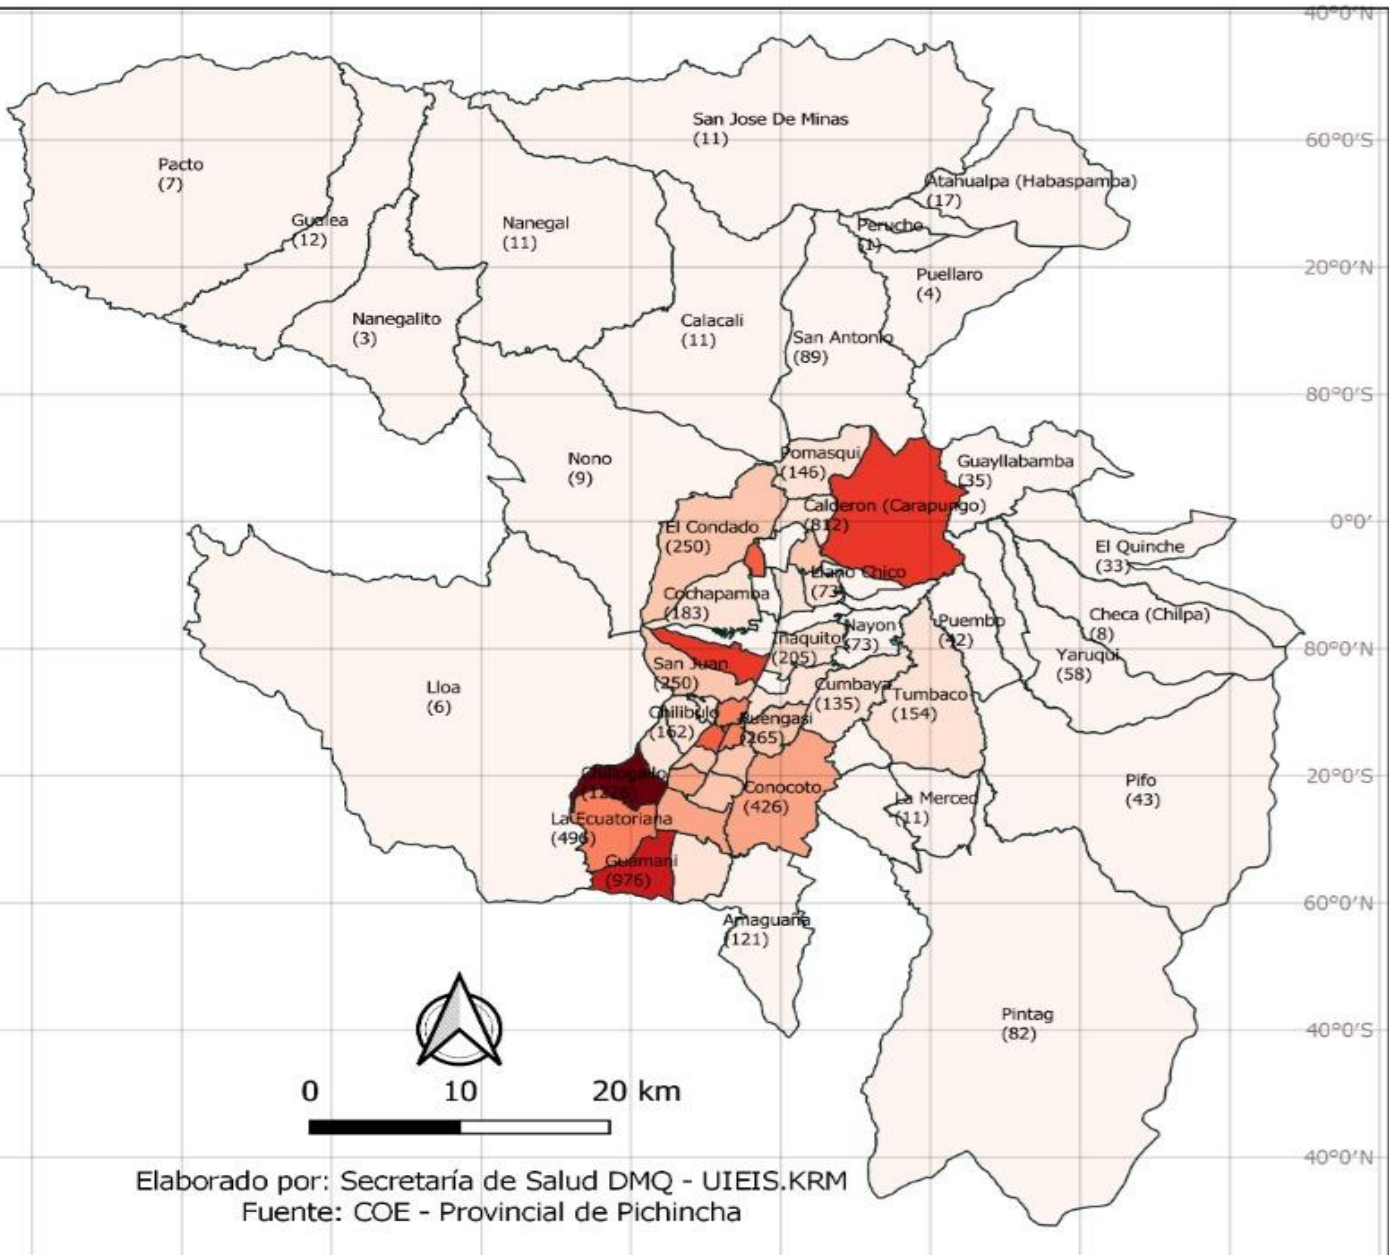 40°0'N
San Jose De Minas
(11)
60°0'S
Pacto
(7)
Atahualpa (Habaspamba)
(17)
Gualea
(12)
Nanegal
(11)
Perucho
(1)
20°0'N
Puellaro
(4)
Nanegalito
(3)
Calacali
(11)
San Antonio
(89)
80°0'S
Pomasqui
(146)
Nono
(9)
Guayllabamba
(35)
Calderon (Carapungo)
(812)
0°0'
El Condado
(250)
El Quinche
(33)
Llano Chico
(73)
Cochapamba
(183)
Checa (Chilpa)
(8)
Nayon
(73)
Puembo
(42)
Iñaquito
(205)
80°0'S
Yaruqui
(58)
San Juan
(250)
Lloa
(6)
Cumbaya
(135)
Tumbaco
(154)
Chilibulo
(162)
Puengasi
(265)
20°0'S
Chillogallo
Conocoto
(426)
Pifo
(43)
La Merced
(11)
La Ecuatoriana
(496)
Guamani
(976)
60°0'S
Amaguaña
(121)
Pintag
(82)
40°0'S
0 10 20 km
40°0'N
Elaborado por: Secretaría de Salud DMQ - UIEIS.KRM
Fuente: COE - Provincial de Pichincha